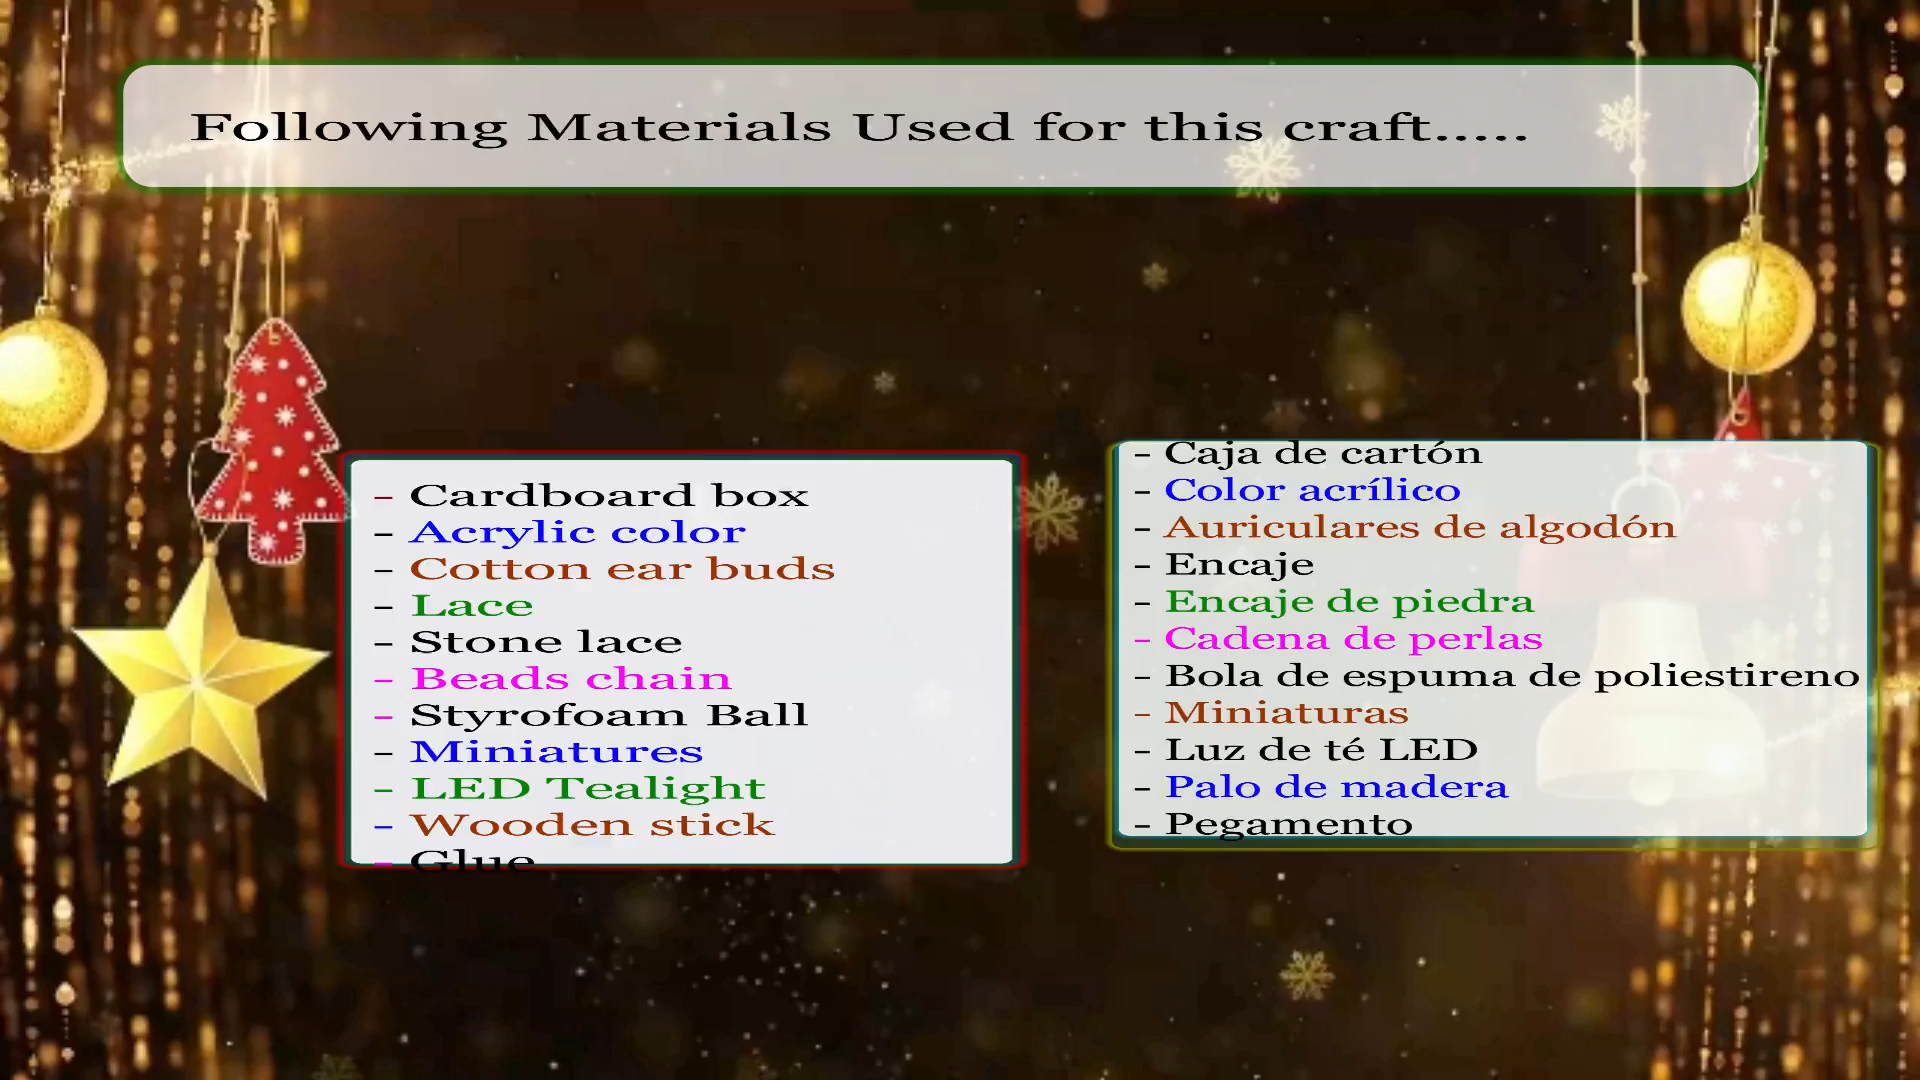 Following Materials Used for this craft.....
- Cardboard box
- Acrylic color
- Cotton ear buds
- Lace
- Stone lace
- Beads chain
- Styrofoam Ball
- Miniatures
- LED Tealight
- Wooden stick
- Glue
- Caja de cartón
- Color acrílico
- Auriculares de algodón
- Encaje
- Encaje de piedra
- Cadena de perlas
- Bola de espuma de poliestireno
- Miniaturas
- Luz de té LED
- Palo de madera
- Pegamento